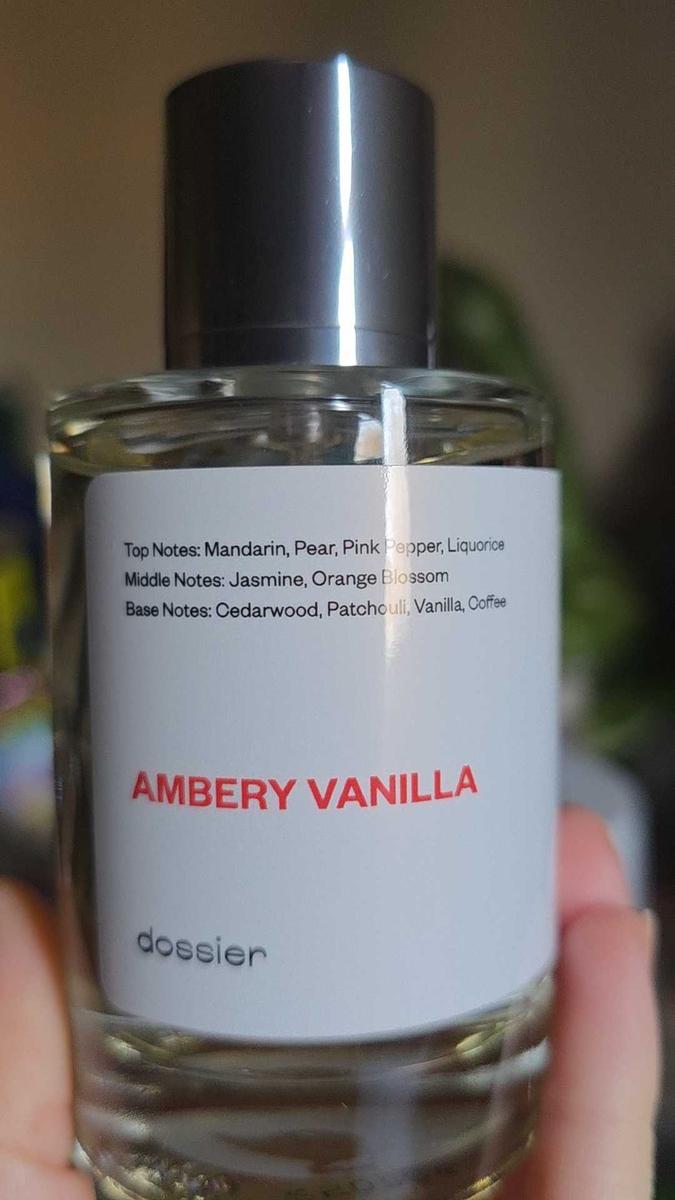 Top Notes: Mandarin, Pear, Pink Pepper, Liquorice
Middle Notes: Jasmine, Orange Blossom
Base Notes: Cedarwood, Patchouli, Vanilla, Coffee
AMBERY VANILLA
dossier